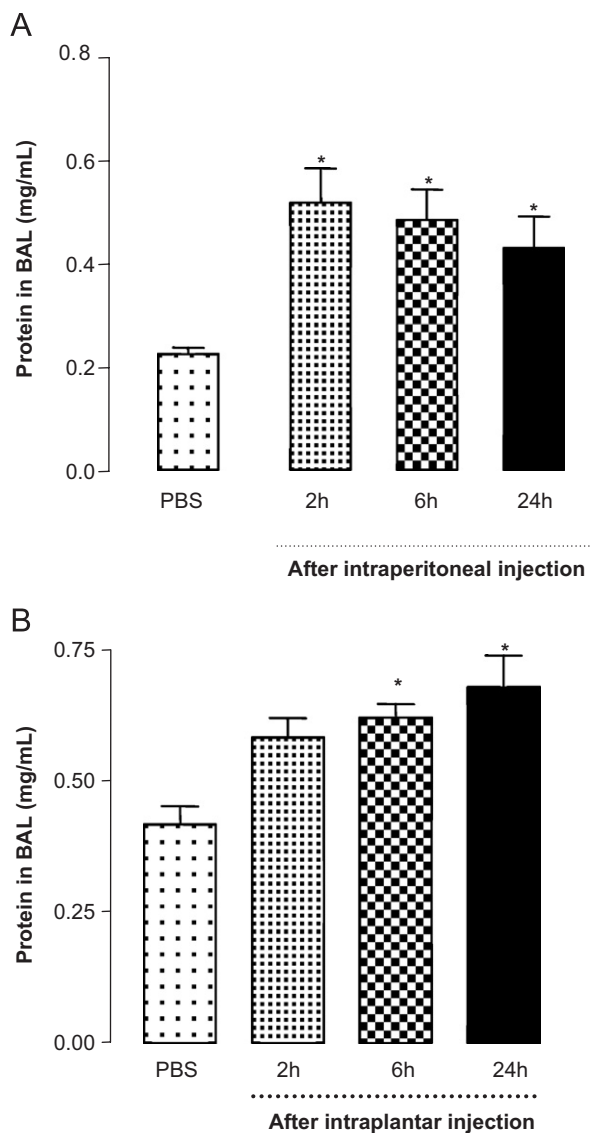 A
Protein in BAL (mg/mL)
0.8
0.6
0.4
0.2
0.0
*
*
*
PBS
2h
6h
24h
After intraperitoneal injection
B
Protein in BAL (mg/mL)
0.75
0.50
0.25
0.00
*
*
PBS
2h
6h
24h
After intraplantar injection